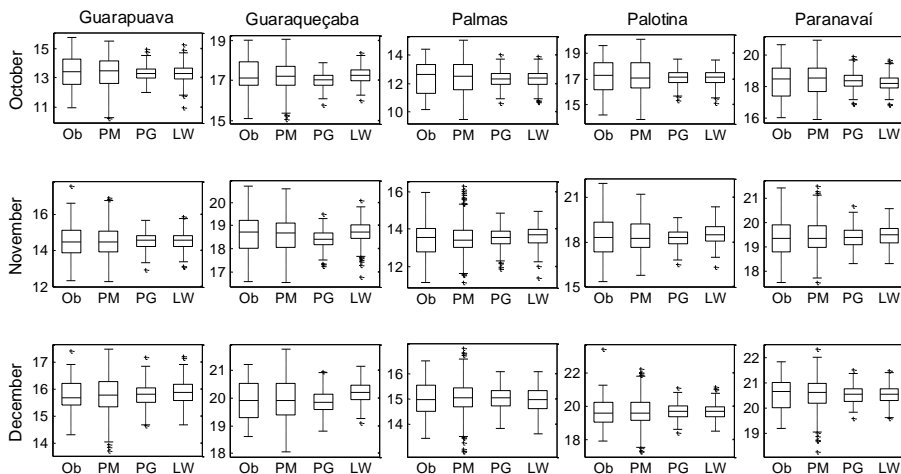 Guarapuava Guaraqueçaba Palmas Palotina Paranavaí
October
15
13
11
Ob PM PG LW
19
17
15
Ob PM PG LW
14
12
10
Ob PM PG LW
19
17
15
Ob PM PG LW
20
18
16
Ob PM PG LW
November
16
14
12
Ob PM PG LW
20
19
18
17
Ob PM PG LW
16
14
12
Ob PM PG LW
21
18
15
Ob PM PG LW
21
20
19
18
Ob PM PG LW
December
17
16
15
14
Ob PM PG LW
20
19
18
Ob PM PG LW
16
15
14
13
Ob PM PG LW
22
20
18
Ob PM PG LW
22
21
20
19
Ob PM PG LW